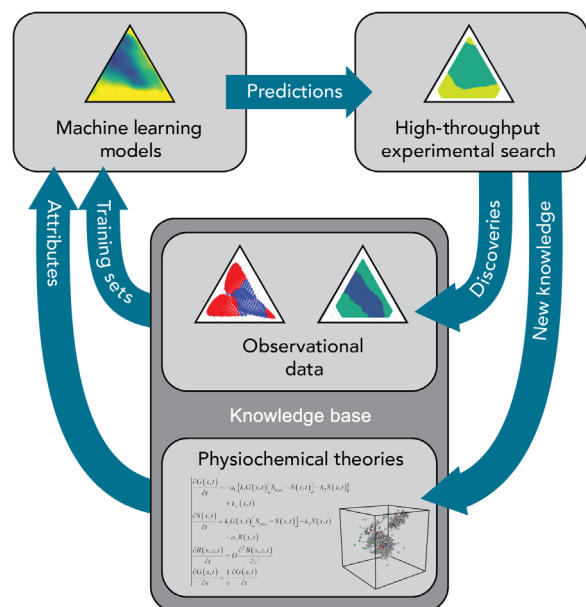 Machine learning
models
Predictions
High-throughput
experimental search
Attributes
Training sets
Discoveries
New knowledge
Observational
data
Knowledge base
Physiochemical theories